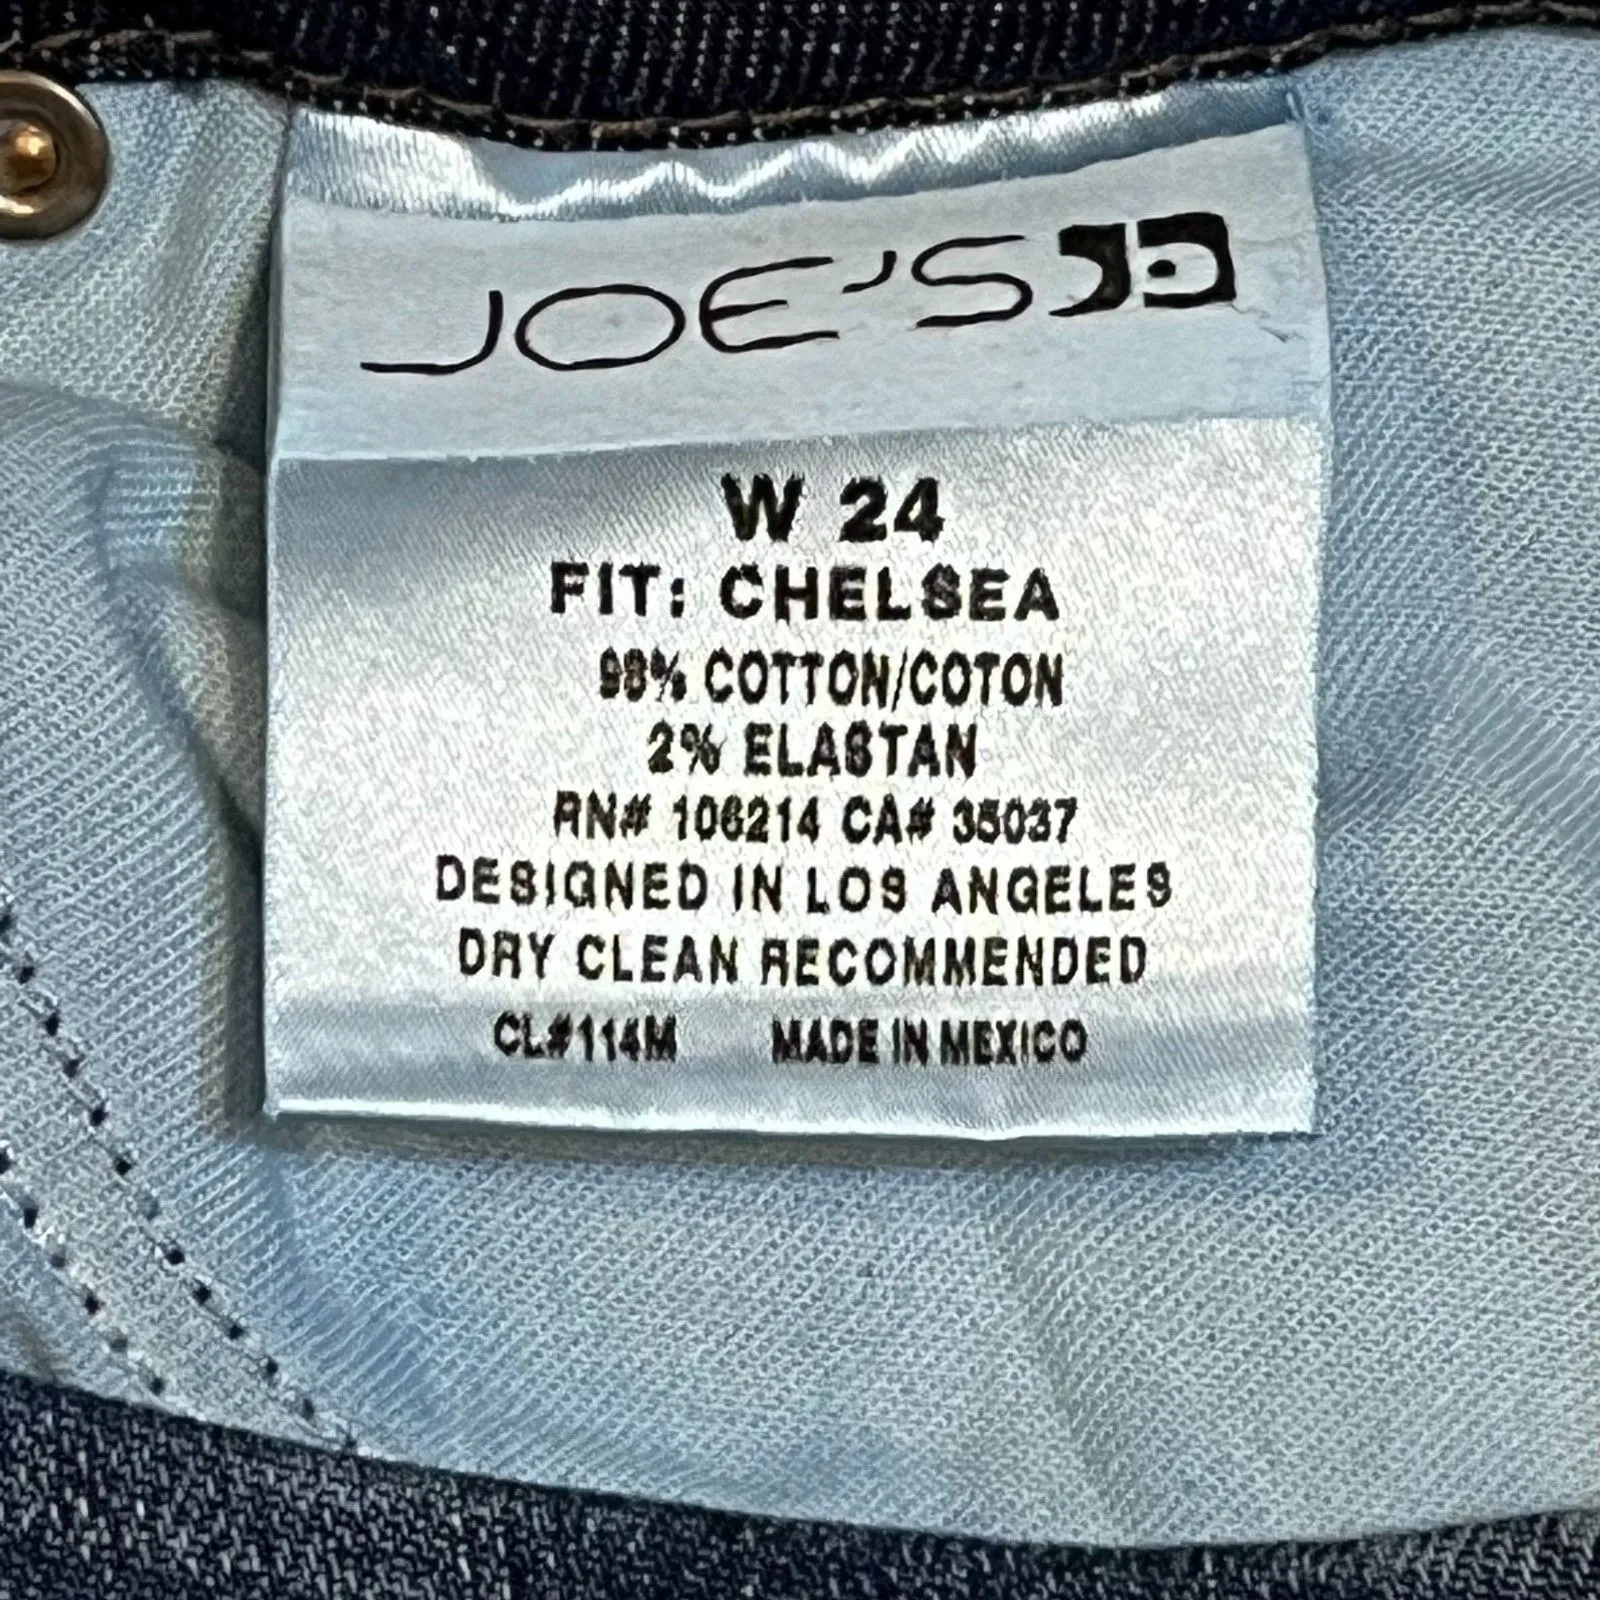 JOE'S
W 24
FIT: CHELSEA
98% COTTON/COTON
2% ELASTAN
RN# 106214 CA# 35037
DESIGNED IN LOS ANGELES
DRY CLEAN RECOMMENDED
CL#114M MADE IN MEXICO